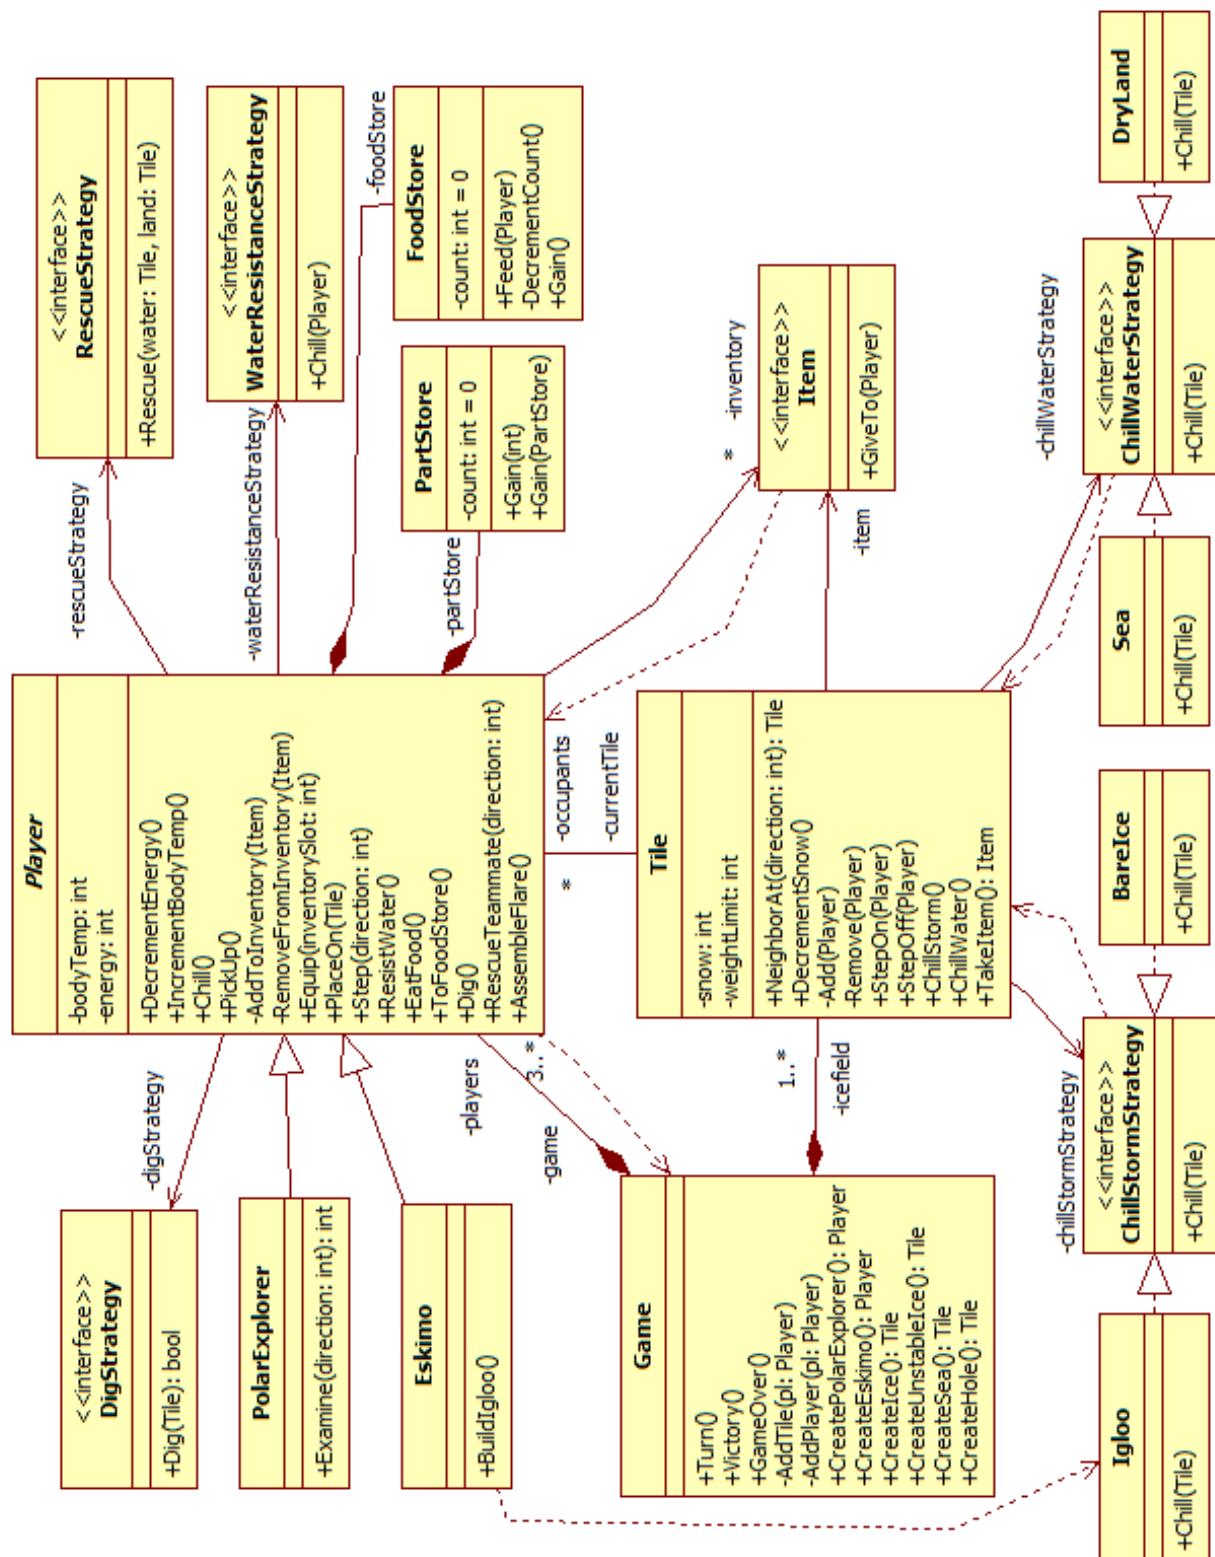 <<interface>>
DigStrategy
+Dig(Tile): bool
PolarExplorer
+Examine(direction: int): int
Eskimo
+BuildIgloo()
-digStrategy
Player
-bodyTemp: int
-energy: int
+DecrementEnergy()
+IncrementBodyTemp()
+Chill()
+PickUp()
-AddToInventory(Item)
-RemoveFromInventory(Item)
+Equip(inventorySlot: int)
+PlaceOn(Tile)
+Step(direction: int)
+ResistWater()
+EatFood()
+ToFoodStore()
+Dig()
+RescueTeammate(direction: int)
+AssembleFlare()
-rescueStrategy
<<interface>>
RescueStrategy
+Rescue(water: Tile, land: Tile)
-waterResistanceStrategy
<<interface>>
WaterResistanceStrategy
+Chill(Player)
-foodStore
FoodStore
-count: int = 0
+Feed(Player)
-DecrementCount()
+Gain()
-partStore
PartStore
-count: int = 0
+Gain(int)
+Gain(PartStore)
-players
3..*
-game
*
-occupants
-currentTile
*
-inventory
Game
+Turn()
+Victory()
+GameOver()
-AddTile(pl: Player)
-AddPlayer(pl: Player)
+CreatePolarExplorer(): Player
+CreateEskimo(): Player
+CreateIce(): Tile
+CreateUnstableIce(): Tile
+CreateSea(): Tile
+CreateHole(): Tile
1..*
-icefield
Tile
-snow: int
-weightLimit: int
+NeighborAt(direction: int): Tile
+DecrementSnow()
-Add(Player)
-Remove(Player)
+StepOn(Player)
+StepOff(Player)
+ChillStorm()
+ChillWater()
+TakeItem(): Item
-item
<<interface>>
Item
+GiveTo(Player)
-chillStormStrategy
-chillWaterStrategy
Igloo
+Chill(Tile)
<<interface>>
ChillStormStrategy
+Chill(Tile)
BareIce
+Chill(Tile)
Sea
+Chill(Tile)
<<interface>>
ChillWaterStrategy
+Chill(Tile)
DryLand
+Chill(Tile)